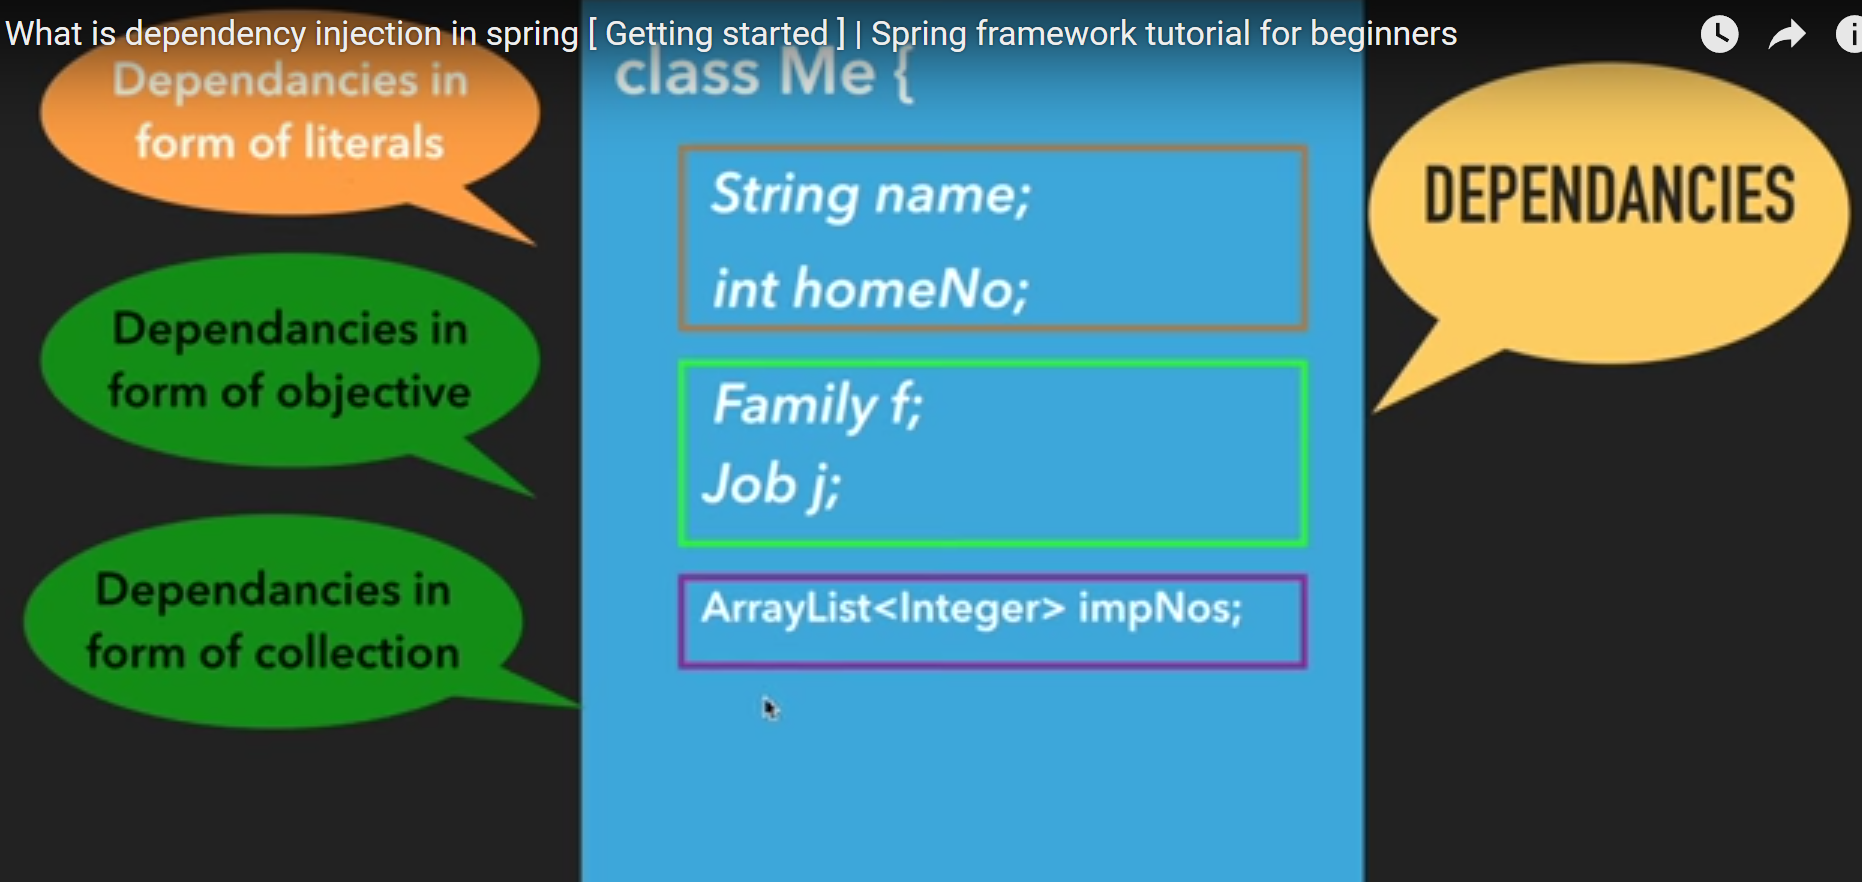 What is dependency injection in spring [ Getting started ] | Spring framework tutorial for beginners
Dependancies in
form of literals
Dependancies in
form of objective
Dependancies in
form of collection
class Me {
String name;
int homeNo;
Family f;
Job j;
ArrayList<Integer> impNos;
DEPENDANCIES